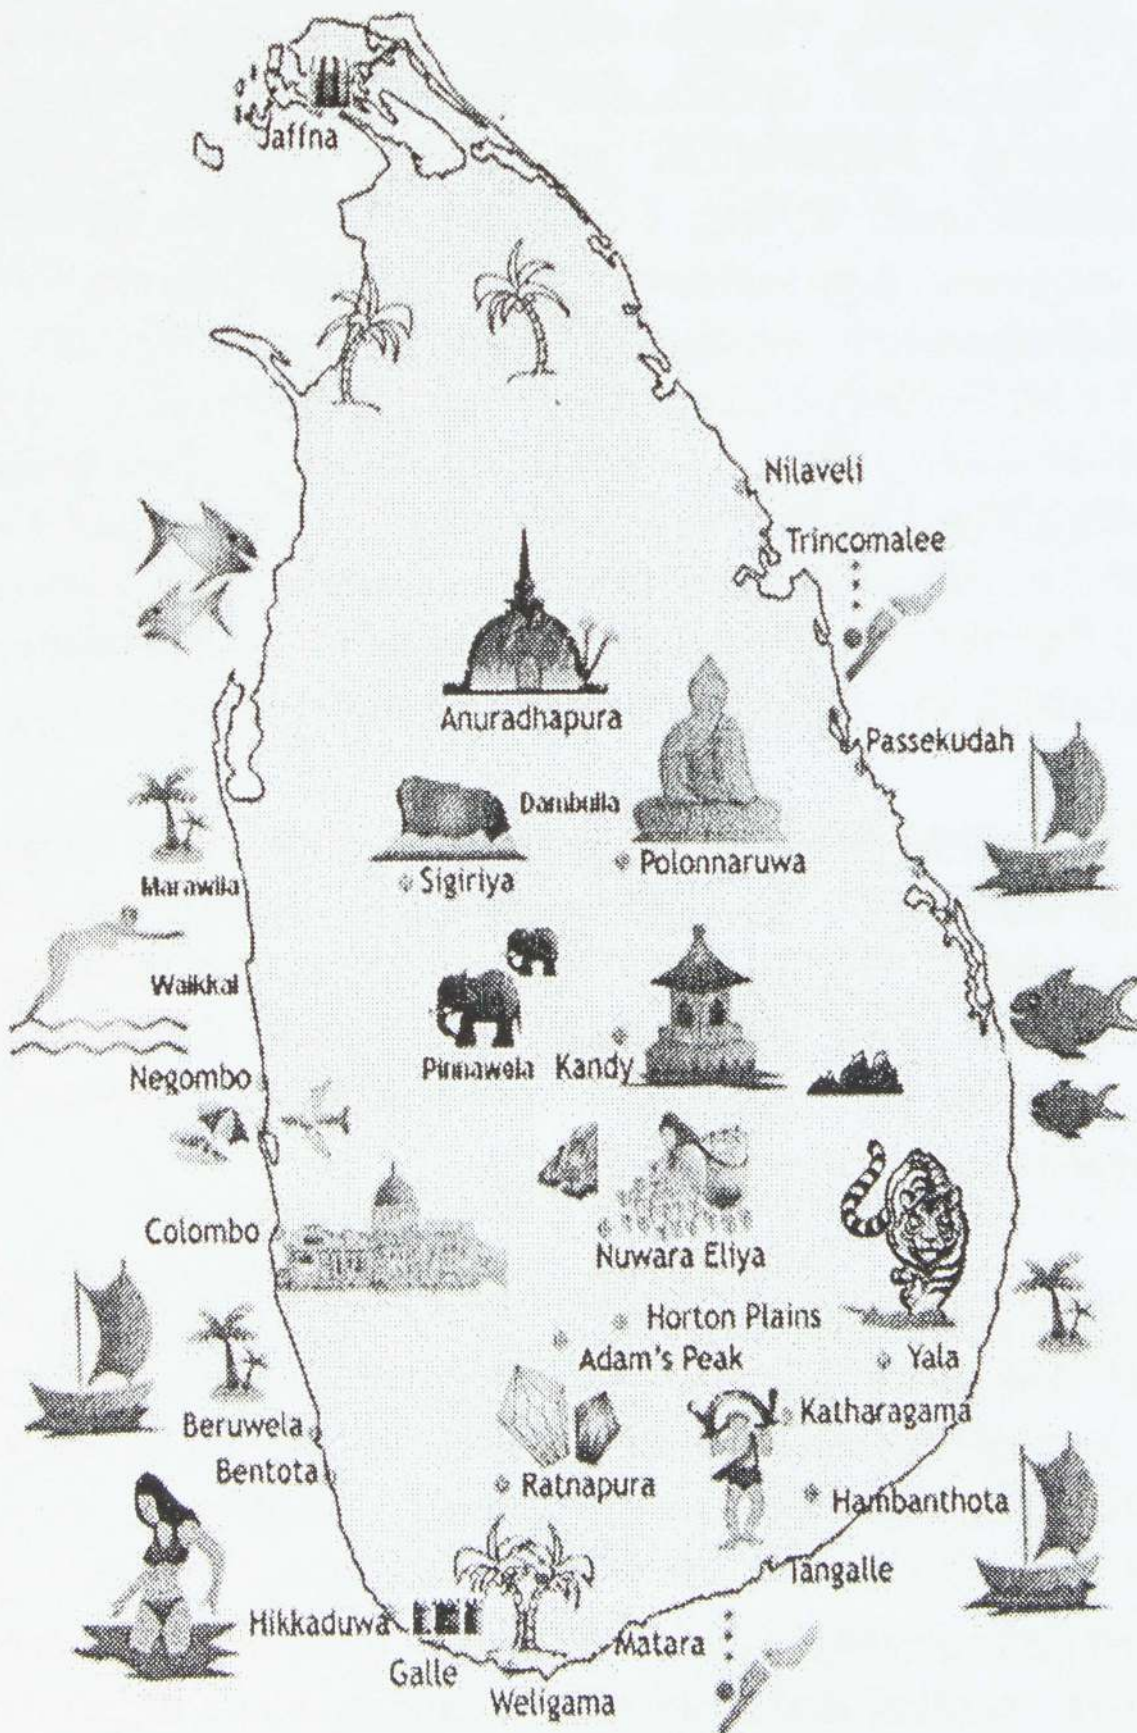 Jaffna
Nilaveli
Trincomalee
Anuradhapura
Passekudah
Dambulla
Polonnaruwa
Sigiriya
Marawila
Waikkal
Pinnawela
Kandy
Negombo
Colombo
Nuwara Eliya
Horton Plains
Adam's Peak
Yala
Katharagama
Beruwela
Bentota
Ratnapura
Hambanthota
Tangalle
Hikkaduwa
Matara
Galle
Weligama